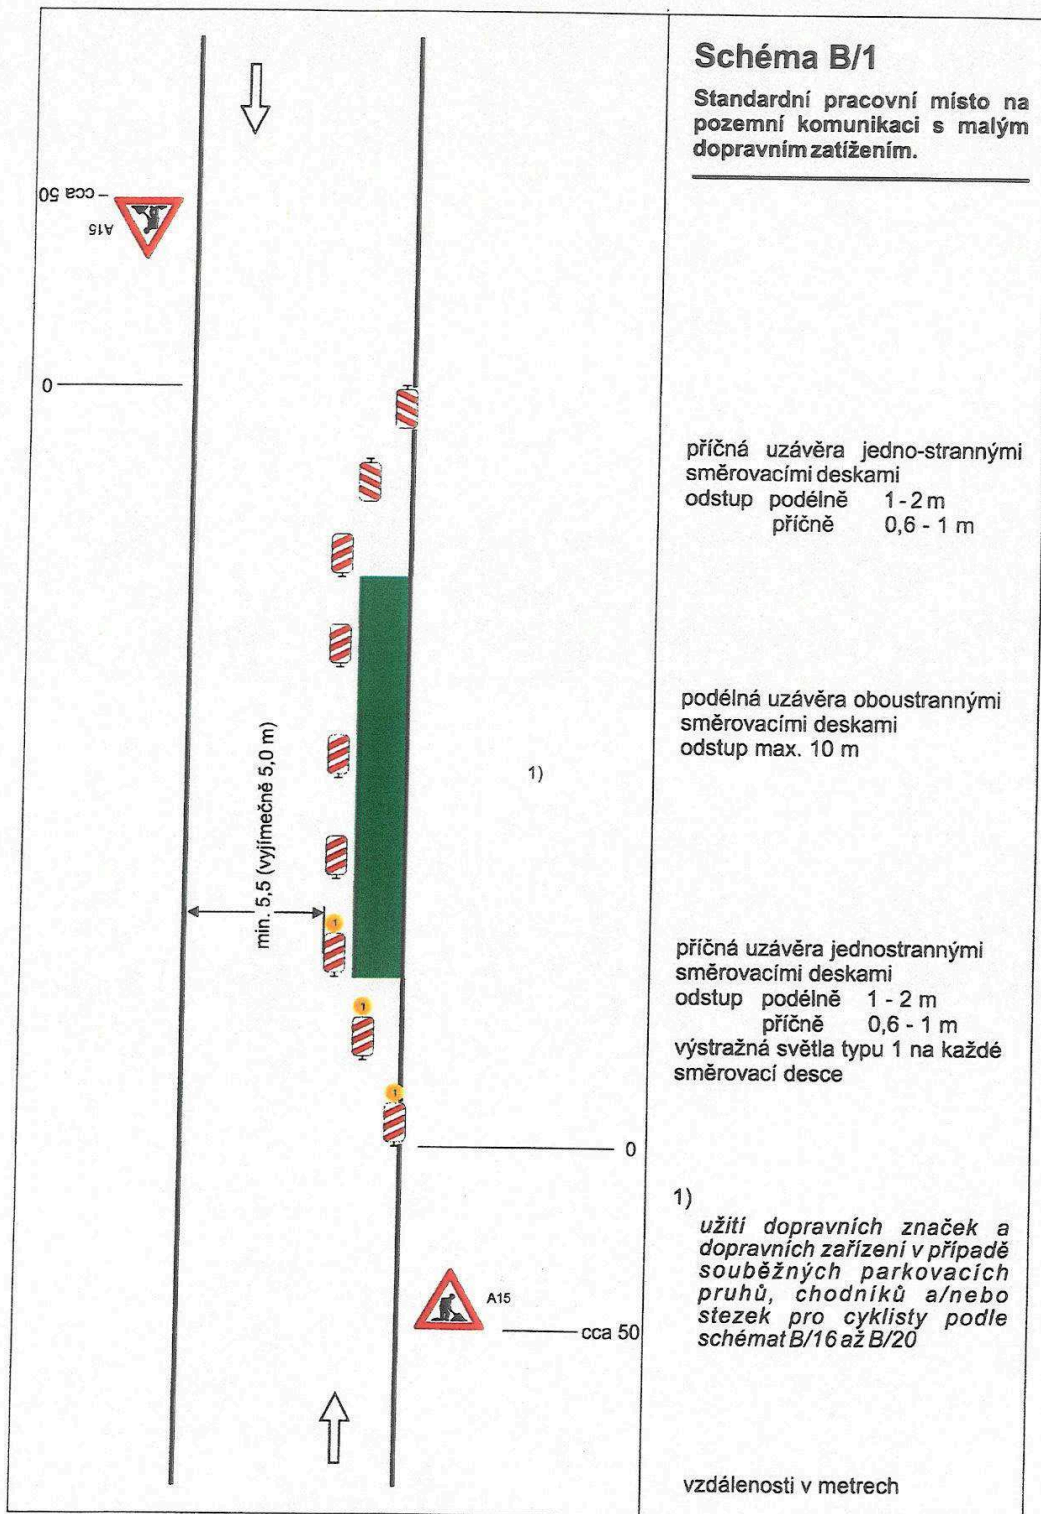 Schéma B/1
Standardní pracovní místo na
pozemní komunikaci s malým
dopravním zatížením.
cca 50
A15
0
příčná uzávěra jedno-strannými
směrovacími deskami
odstup podélně 1 - 2 m
příčně 0,6 - 1 m
podélná uzávěra oboustrannými
směrovacími deskami
odstup max. 10 m
min. 5,5 (vyjímečně 5,0 m)
1)
1
1
1
příčná uzávěra jednostrannými
směrovacími deskami
odstup podélně 1 - 2 m
příčně 0,6 - 1 m
výstražná světla typu 1 na každé
směrovací desce
0
1)
užití dopravních značek a
dopravních zařízení v případě
souběžných parkovacích
pruhů, chodníků a/nebo
stezek pro cyklisty podle
schémat B/16 až B/20
A15
cca 50
vzdálenosti v metrech